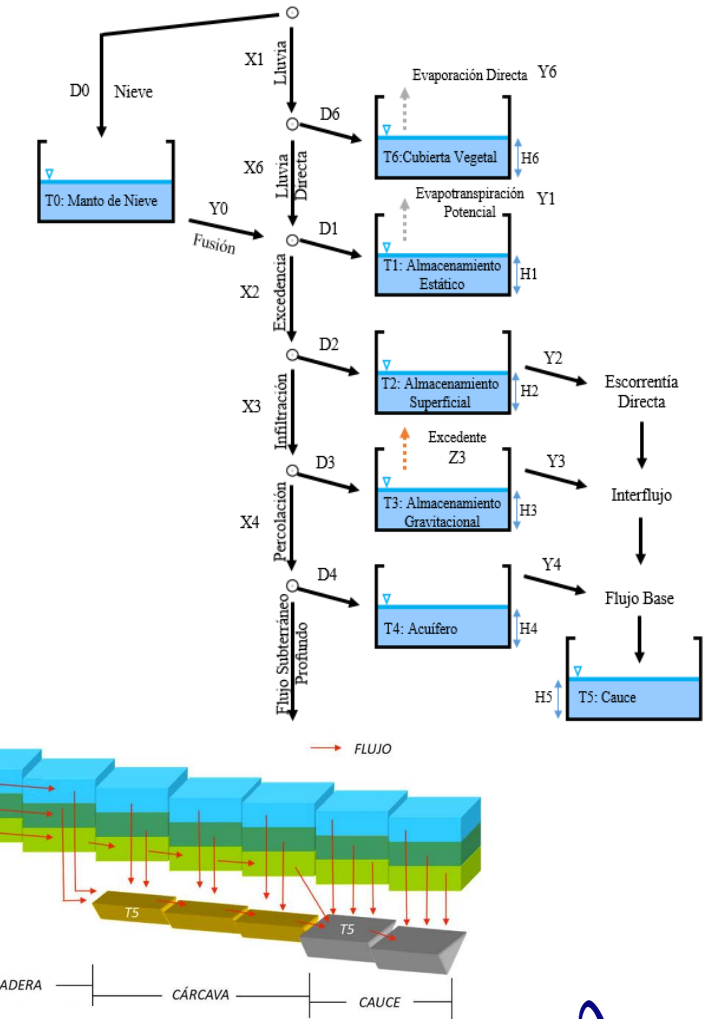 X1
Lluvia
D0
Nieve
Evaporación Directa
Y6
D6
T6:Cubierta Vegetal
H6
X6
Lluvia
Directa
T0: Manto de Nieve
Y0
Fusión
Evapotranspiración
Potencial
Y1
D1
T1: Almacenamiento
Estático
H1
X2
Excedencia
D2
T2: Almacenamiento
Superficial
H2
Y2
Escorrentía
Directa
X3
Infiltración
Excedente
Z3
D3
T3: Almacenamiento
Gravitacional
H3
Y3
Interflujo
X4
Percolación
D4
T4: Acuífero
H4
Y4
Flujo Base
Flujo Subterráneo
Profundo
H5
T5: Cauce
FLUJO
T5
T5
ADERA
CÁRCAVA
CAUCE